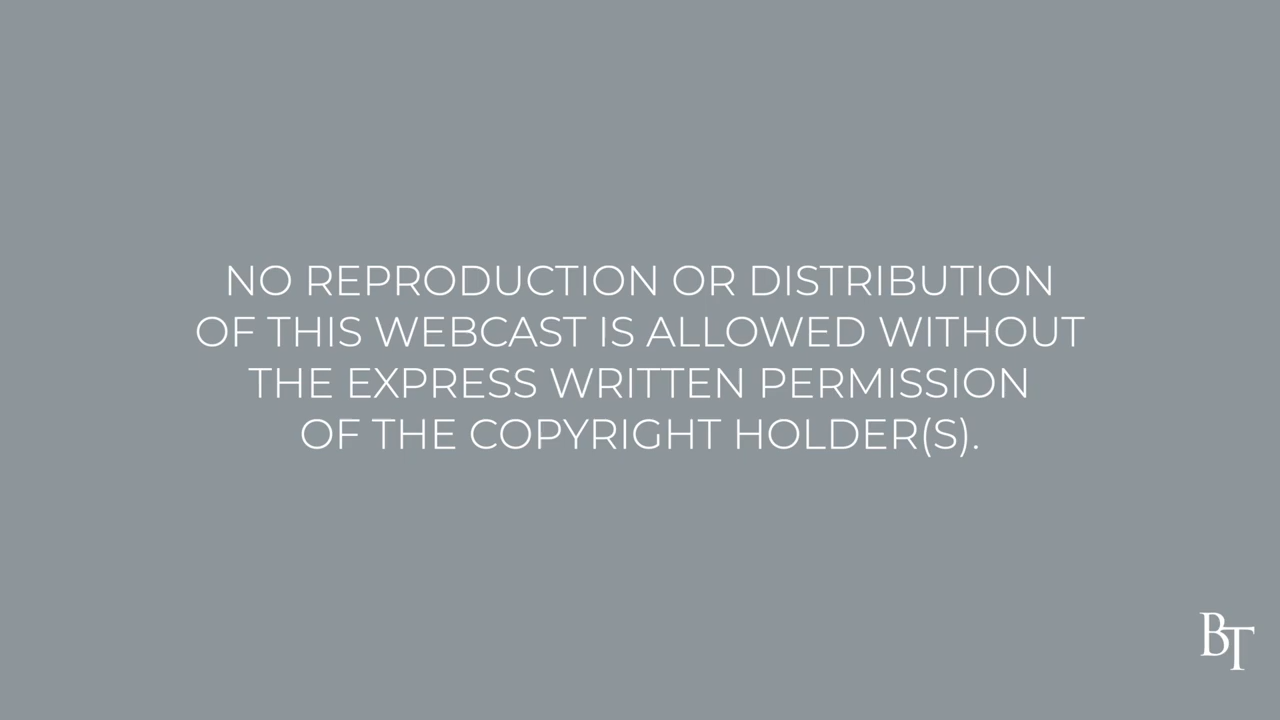 NO REPRODUCTION OR DISTRIBUTION
OF THIS WEBCAST IS ALLOWED WITHOUT
THE EXPRESS WRITTEN PERMISSION
OF THE COPYRIGHT HOLDER(S).
BT